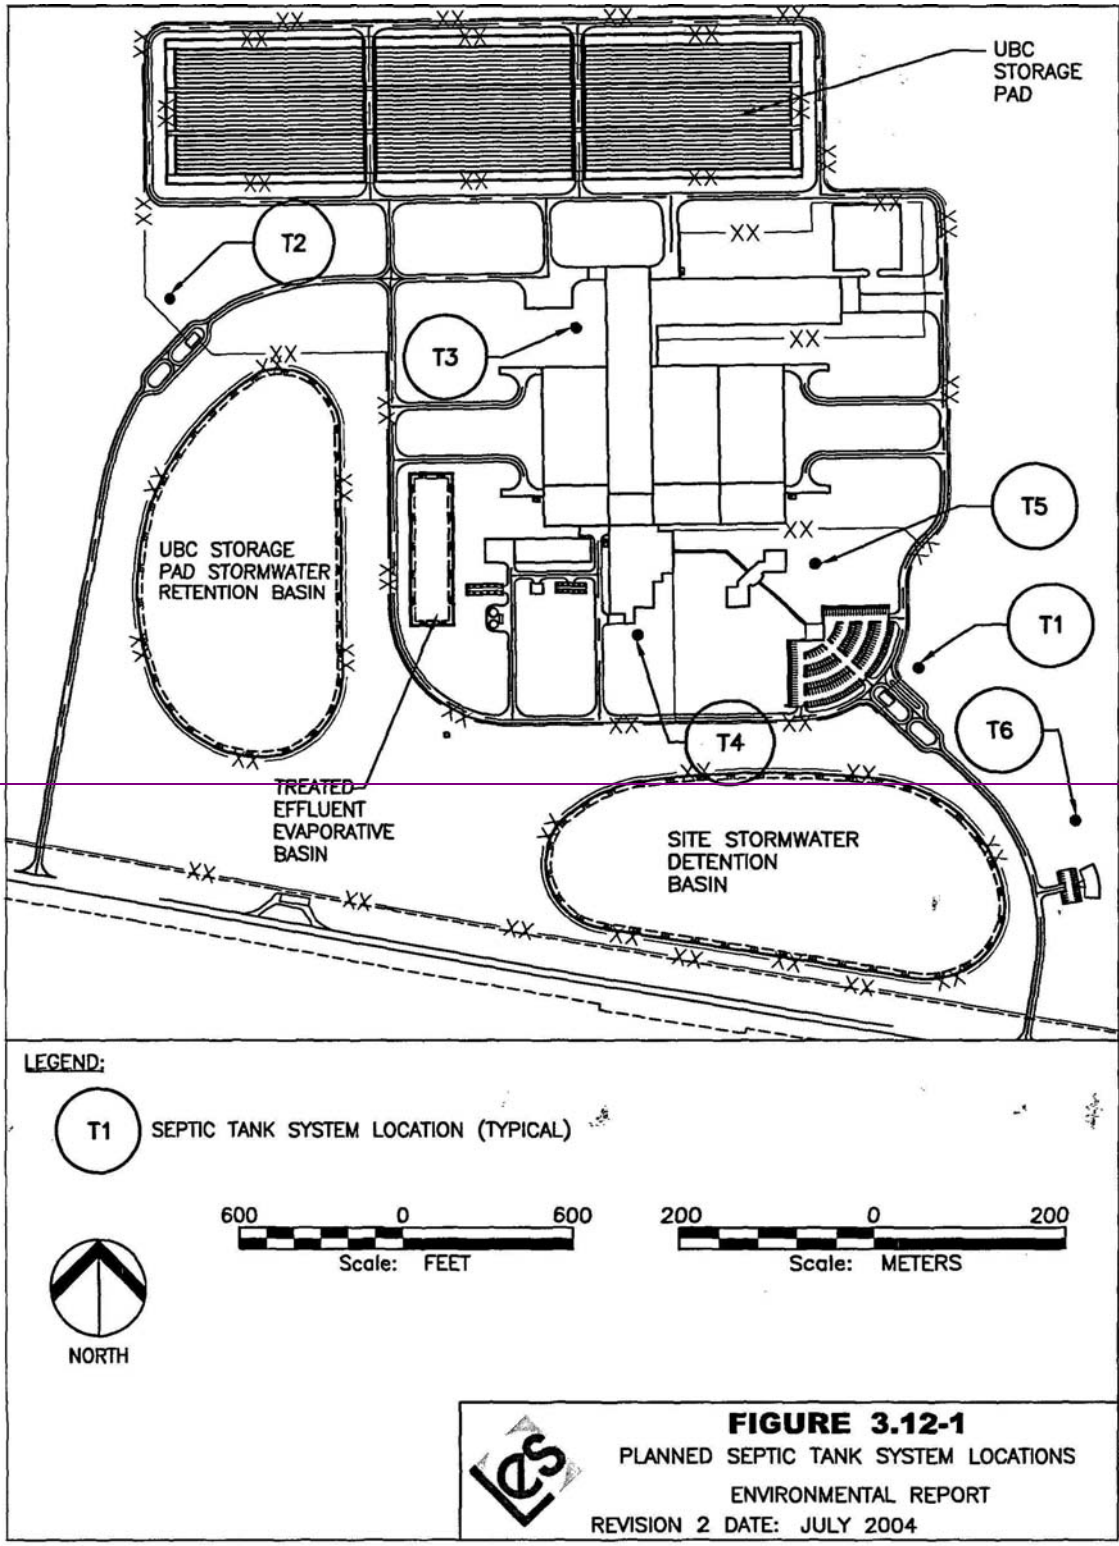 UBC
STORAGE
PAD
T2
T3
T5
UBC STORAGE
PAD STORMWATER
RETENTION BASIN
T1
T6
T4
TREATED
EFFLUENT
EVAPORATIVE
BASIN
SITE STORMWATER
DETENTION
BASIN
LEGEND:
T1 SEPTIC TANK SYSTEM LOCATION (TYPICAL)
600 0 600
Scale: FEET
200 0 200
Scale: METERS
NORTH
Les
FIGURE 3.12-1
PLANNED SEPTIC TANK SYSTEM LOCATIONS
ENVIRONMENTAL REPORT
REVISION 2 DATE: JULY 2004